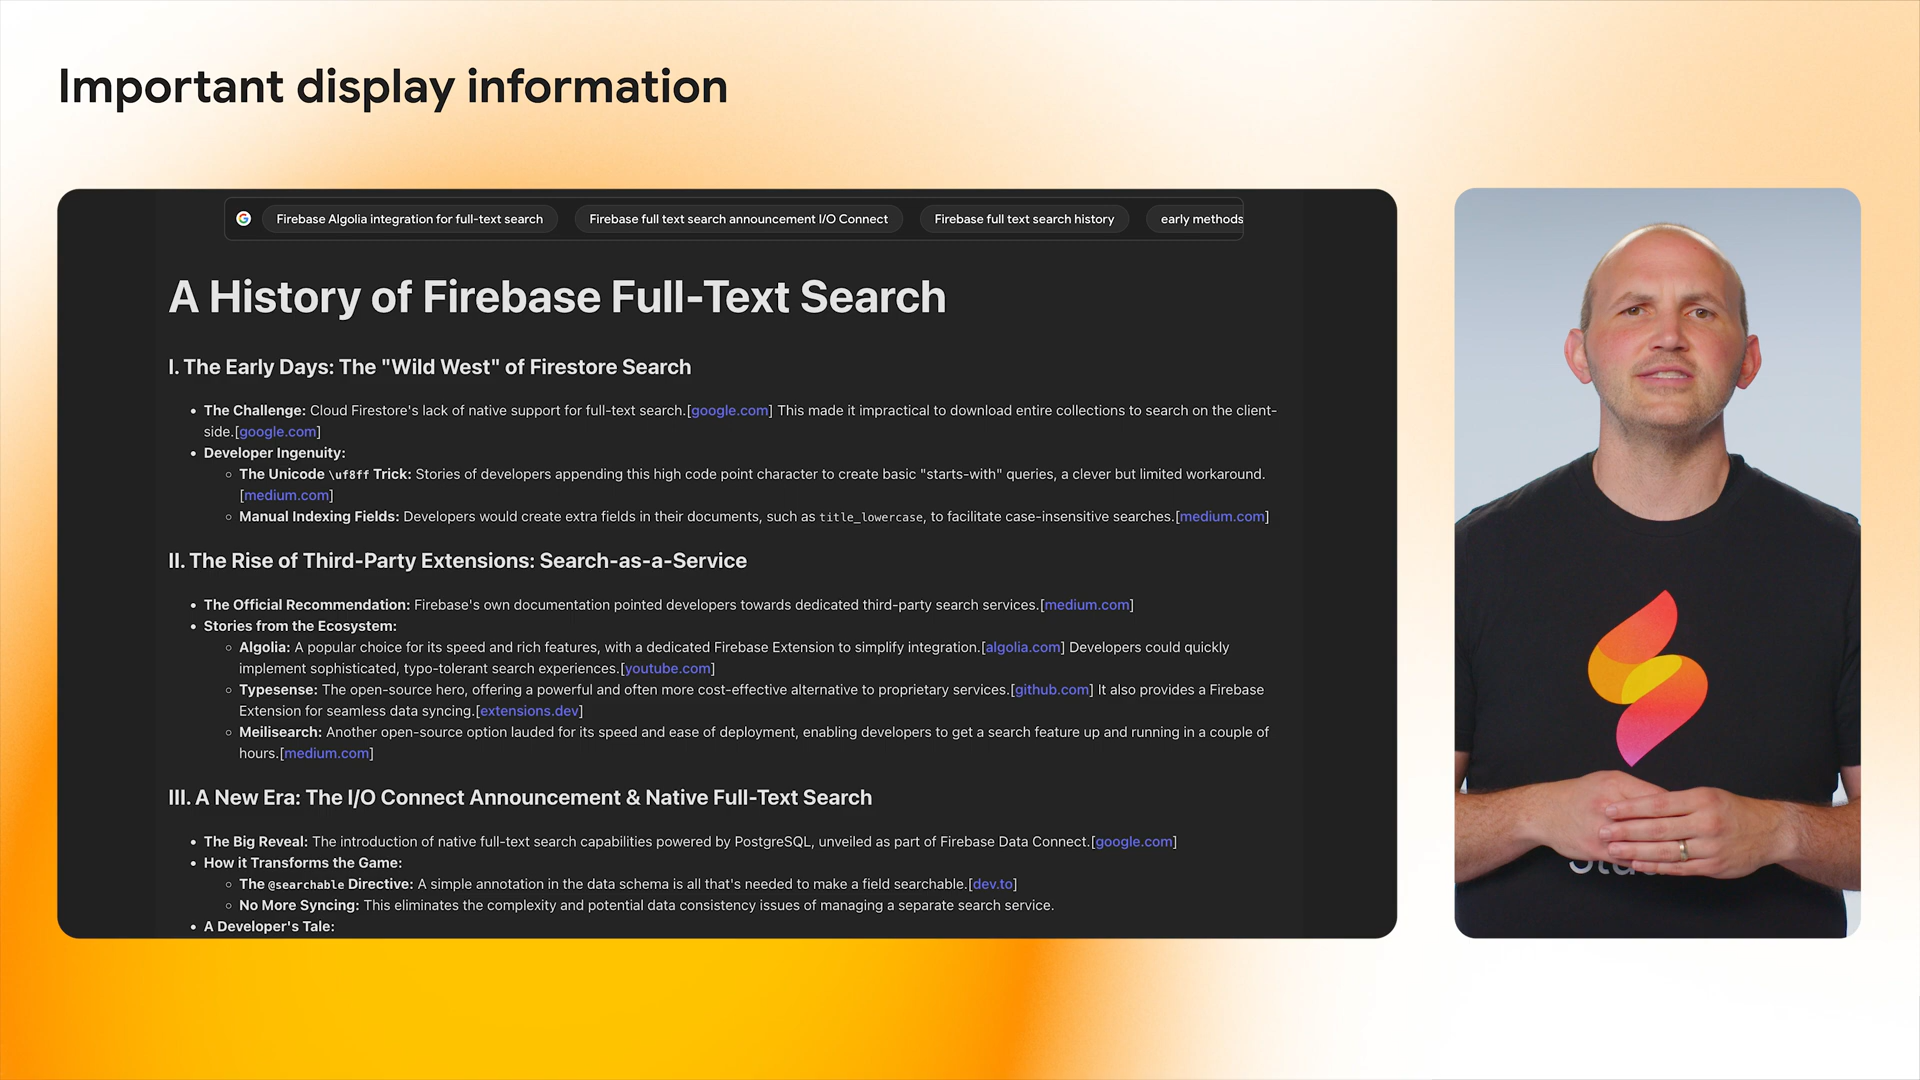 Important display information
Firebase Algolia integration for full-text search
Firebase full text search announcement I/O Connect
Firebase full text search history
early methods
A History of Firebase Full-Text Search
I. The Early Days: The "Wild West" of Firestore Search
• The Challenge: Cloud Firestore's lack of native support for full-text search.[google.com] This made it impractical to download entire collections to search on the client-
side.[google.com]
• Developer Ingenuity:
◦ The Unicode \uf8ff Trick: Stories of developers appending this high code point character to create basic "starts-with" queries, a clever but limited workaround.
[medium.com]
◦ Manual Indexing Fields: Developers would create extra fields in their documents, such as title_lowercase, to facilitate case-insensitive searches.[medium.com]
II. The Rise of Third-Party Extensions: Search-as-a-Service
• The Official Recommendation: Firebase's own documentation pointed developers towards dedicated third-party search services.[medium.com]
• Stories from the Ecosystem:
◦ Algolia: A popular choice for its speed and rich features, with a dedicated Firebase Extension to simplify integration.[algolia.com] Developers could quickly
implement sophisticated, typo-tolerant search experiences.[youtube.com]
◦ Typesense: The open-source hero, offering a powerful and often more cost-effective alternative to proprietary services.[github.com] It also provides a Firebase
Extension for seamless data syncing.[extensions.dev]
◦ Meilisearch: Another open-source option lauded for its speed and ease of deployment, enabling developers to get a search feature up and running in a couple of
hours.[medium.com]
III. A New Era: The I/O Connect Announcement & Native Full-Text Search
• The Big Reveal: The introduction of native full-text search capabilities powered by PostgreSQL, unveiled as part of Firebase Data Connect.[google.com]
• How it Transforms the Game:
◦ The @searchable Directive: A simple annotation in the data schema is all that's needed to make a field searchable.[dev.to]
◦ No More Syncing: This eliminates the complexity and potential data consistency issues of managing a separate search service.
• A Developer's Tale: